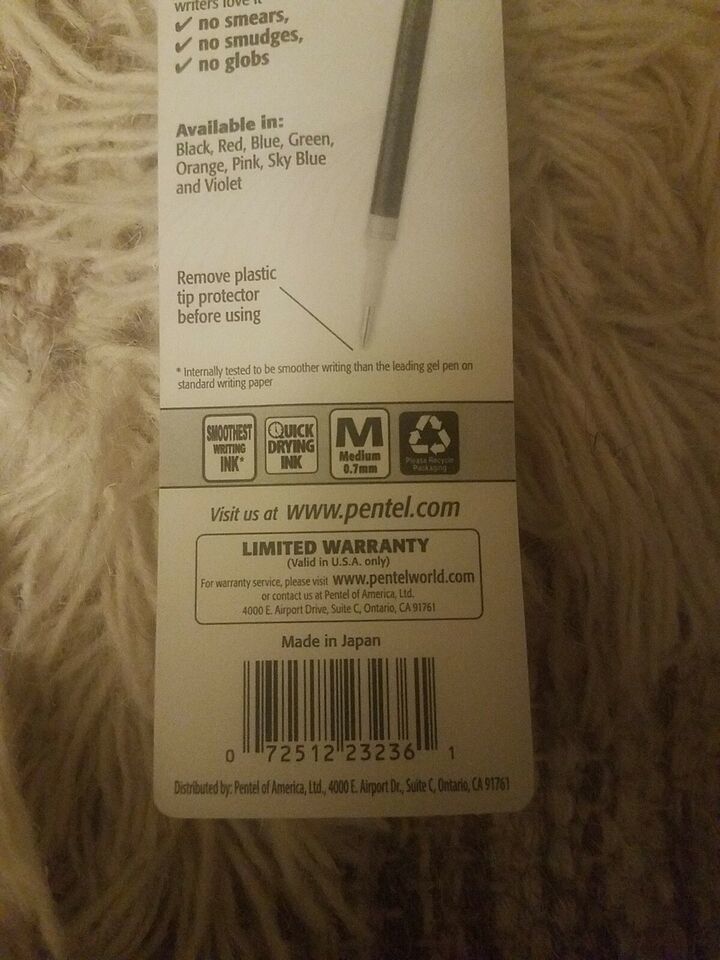 writers love it
✓ no smears,
✓ no smudges,
✓ no globs
Available in:
Black, Red, Blue, Green,
Orange, Pink, Sky Blue
and Violet
Remove plastic
tip protector
before using
* Internally tested to be smoother writing than the leading gel pen on
standard writing paper
SMOOTHEST
WRITING
INK*
QUICK
DRYING
INK
M
Medium
0.7mm
Please Recycle
Packaging
Visit us at www.pentel.com
LIMITED WARRANTY
(Valid in U.S.A. only)
For warranty service, please visit www.pentelworld.com
or contact us at Pentel of America, Ltd.
4000 E. Airport Drive, Suite C, Ontario, CA 91761
Made in Japan
0 72512 23236 1
Distributed by: Pentel of America, Ltd., 4000 E. Airport Dr., Suite C, Ontario, CA 91761